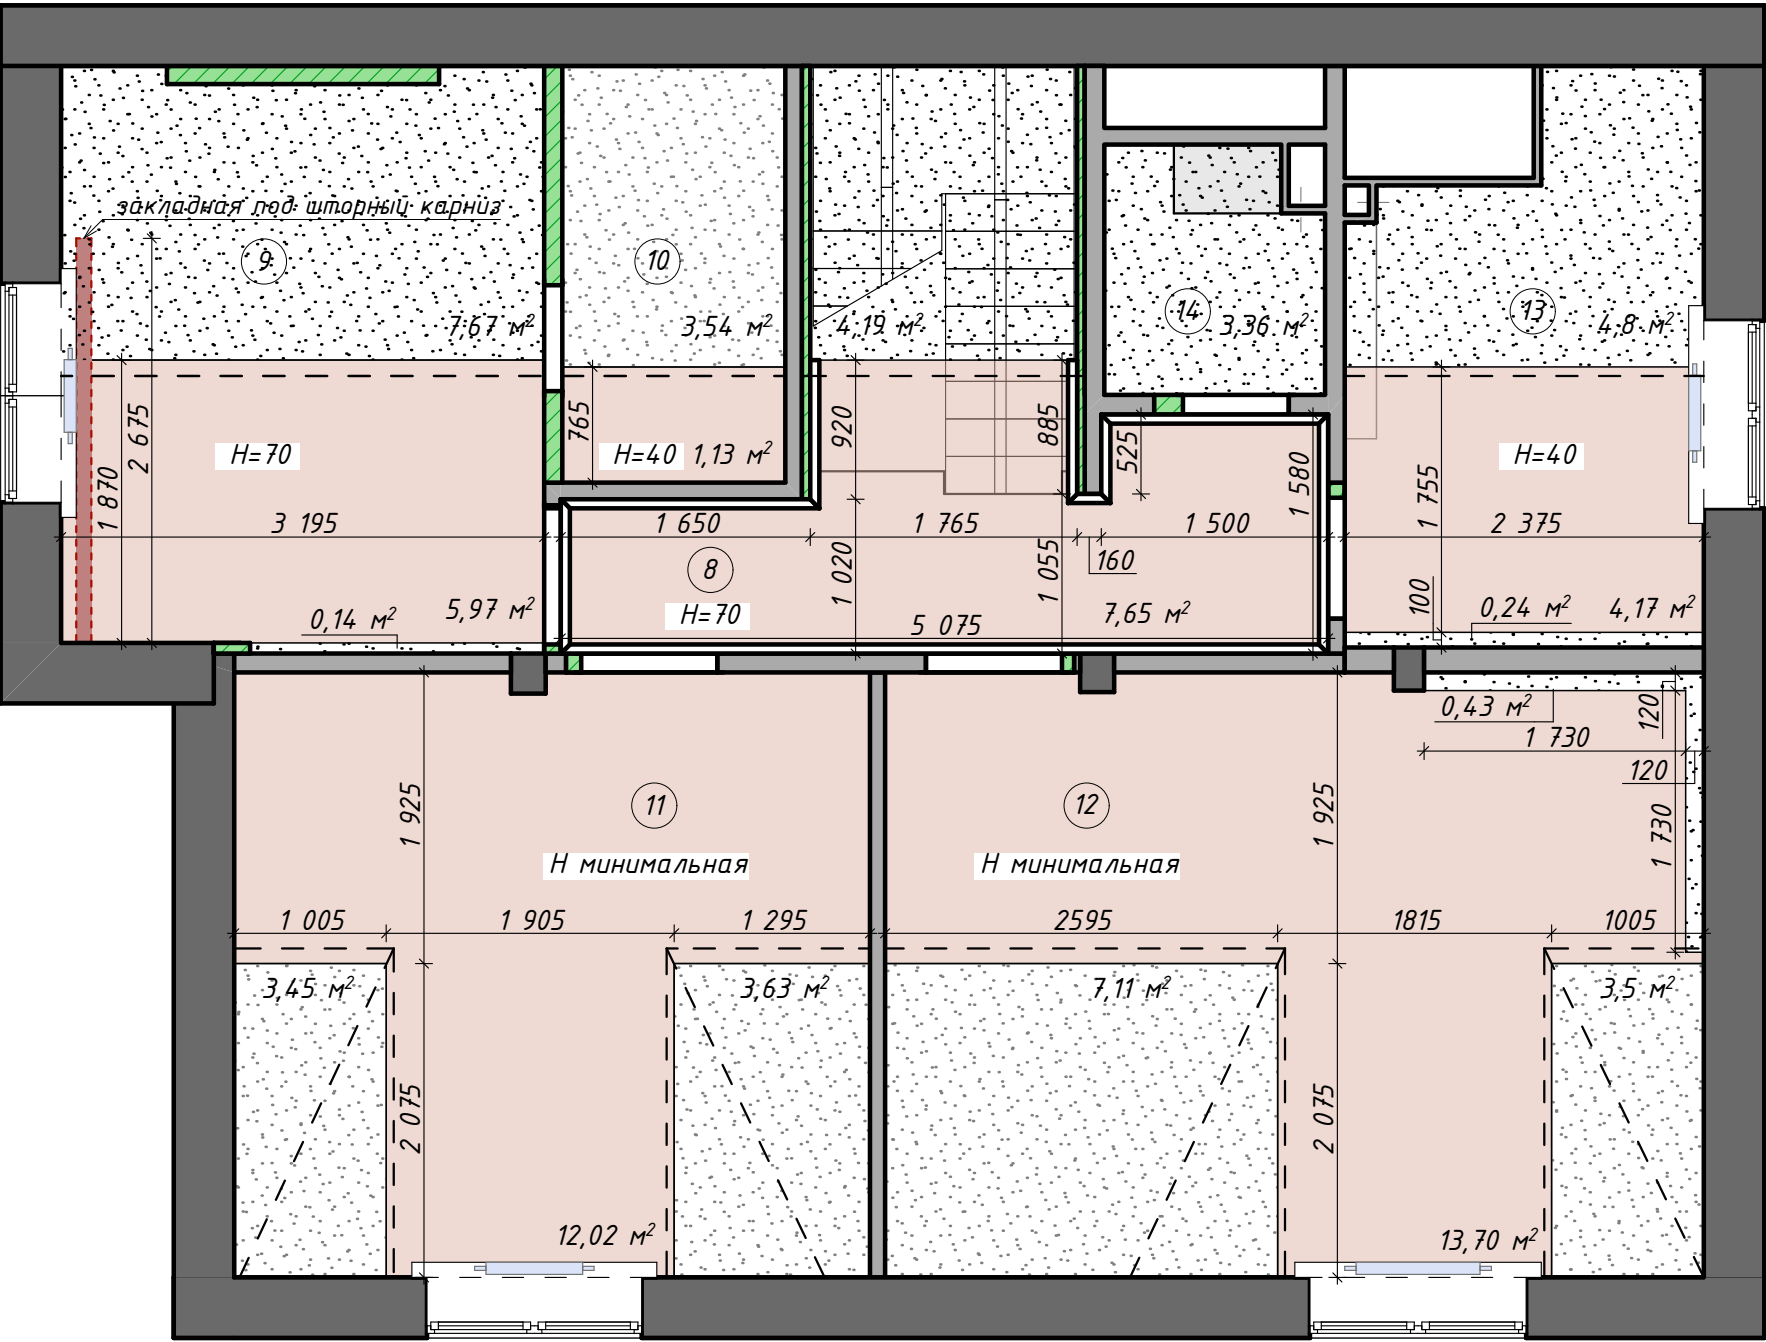 закладная под шторный карниз
9
10
14
13
7,67 м²
3,54 м²
4,19 м²
3,36 м²
4,8 м²
2 675
1 870
765
920
885
525
1 580
1 755
H=70
H=40
1,13 м²
H=40
3 195
1 650
1 765
160
1 500
2 375
8
1 020
1 055
100
H=70
5 075
7,65 м²
0,14 м²
5,97 м²
0,24 м²
4,17 м²
0,43 м²
120
1 730
120
1 730
1 925
11
12
1 925
H минимальная
H минимальная
1 005
1 905
1 295
2595
1815
1005
3,45 м²
3,63 м²
7,11 м²
3,5 м²
2 075
2 075
12,02 м²
13,70 м²